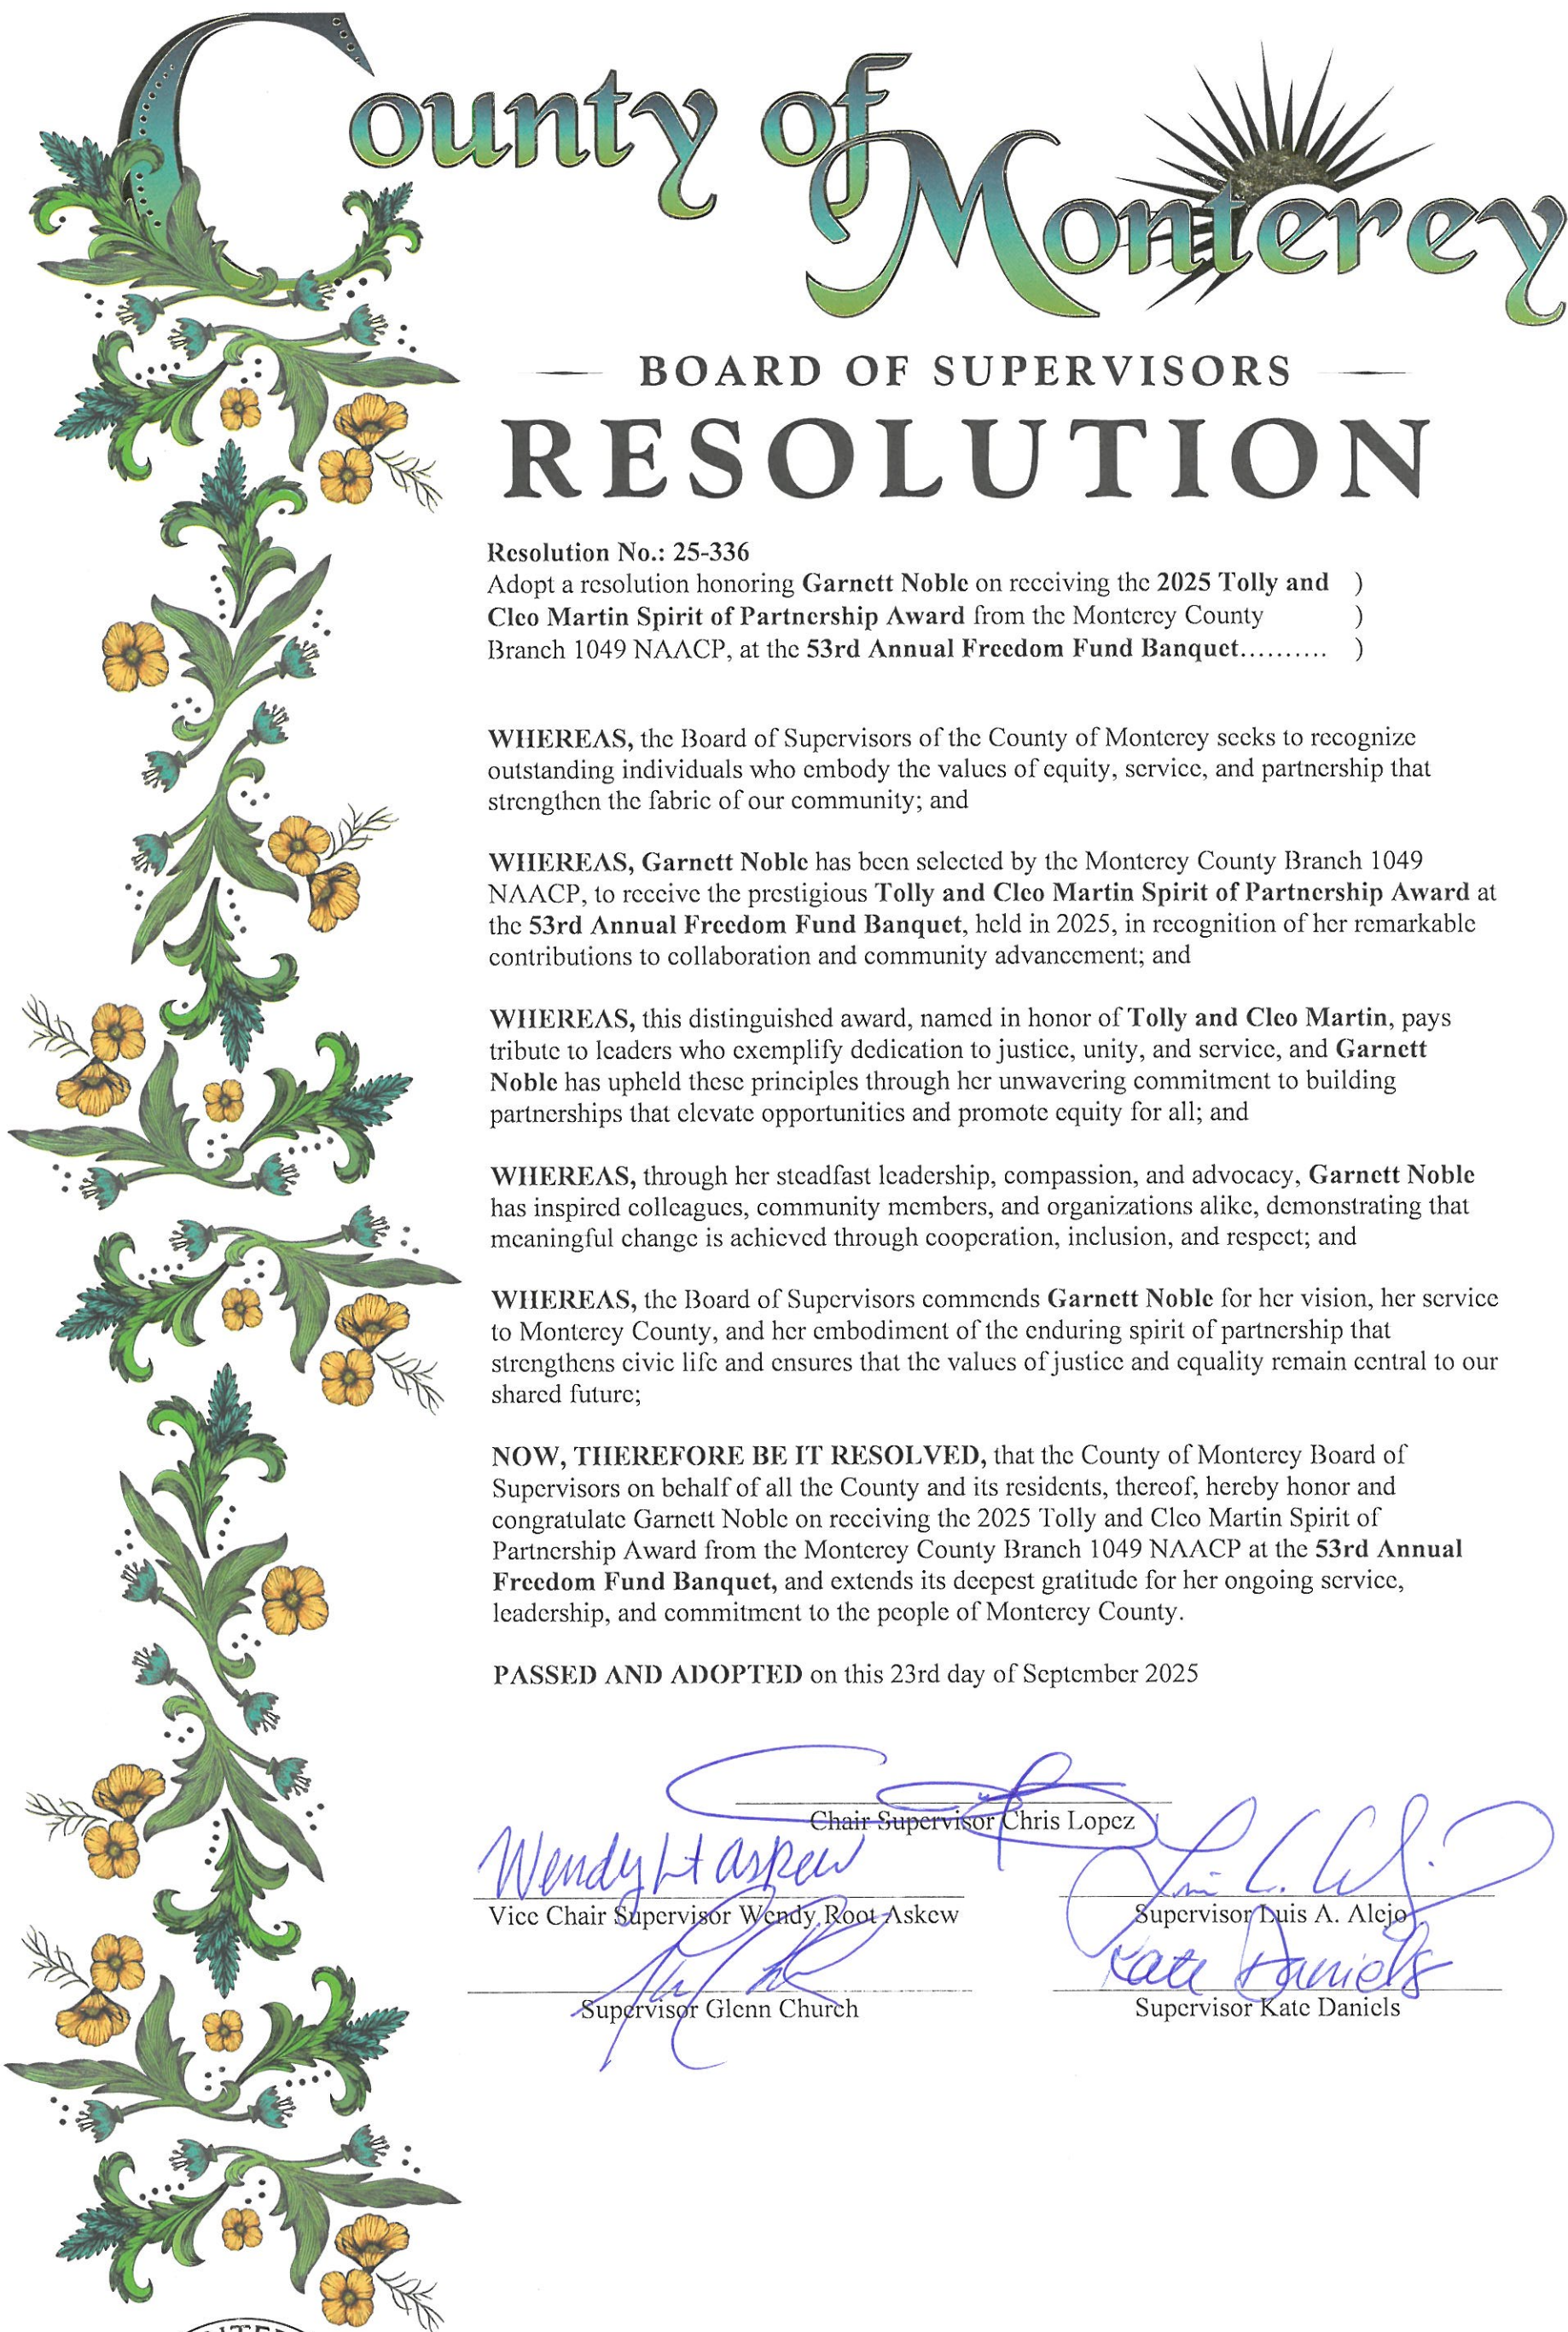 County of Monterey
BOARD OF SUPERVISORS
RESOLUTION
Resolution No.: 25-336
Adopt a resolution honoring Garnett Noble on receiving the 2025 Tolly and )
Cleo Martin Spirit of Partnership Award from the Monterey County )
Branch 1049 NAACP, at the 53rd Annual Freedom Fund Banquet.......... )
WHEREAS, the Board of Supervisors of the County of Monterey seeks to recognize
outstanding individuals who embody the values of equity, service, and partnership that
strengthen the fabric of our community; and
WHEREAS, Garnett Noble has been selected by the Monterey County Branch 1049
NAACP, to receive the prestigious Tolly and Cleo Martin Spirit of Partnership Award at
the 53rd Annual Freedom Fund Banquet, held in 2025, in recognition of her remarkable
contributions to collaboration and community advancement; and
WHEREAS, this distinguished award, named in honor of Tolly and Cleo Martin, pays
tribute to leaders who exemplify dedication to justice, unity, and service, and Garnett
Noble has upheld these principles through her unwavering commitment to building
partnerships that elevate opportunities and promote equity for all; and
WHEREAS, through her steadfast leadership, compassion, and advocacy, Garnett Noble
has inspired colleagues, community members, and organizations alike, demonstrating that
meaningful change is achieved through cooperation, inclusion, and respect; and
WHEREAS, the Board of Supervisors commends Garnett Noble for her vision, her service
to Monterey County, and her embodiment of the enduring spirit of partnership that
strengthens civic life and ensures that the values of justice and equality remain central to our
shared future;
NOW, THEREFORE BE IT RESOLVED, that the County of Monterey Board of
Supervisors on behalf of all the County and its residents, thereof, hereby honor and
congratulate Garnett Noble on receiving the 2025 Tolly and Cleo Martin Spirit of
Partnership Award from the Monterey County Branch 1049 NAACP at the 53rd Annual
Freedom Fund Banquet, and extends its deepest gratitude for her ongoing service,
leadership, and commitment to the people of Monterey County.
PASSED AND ADOPTED on this 23rd day of September 2025
Chair Supervisor Chris Lopez
Wendy Askew
Vice Chair Supervisor Wendy Root Askew
Supervisor Luis A. Alejo
Kate Daniels
Supervisor Glenn Church
Supervisor Kate Daniels